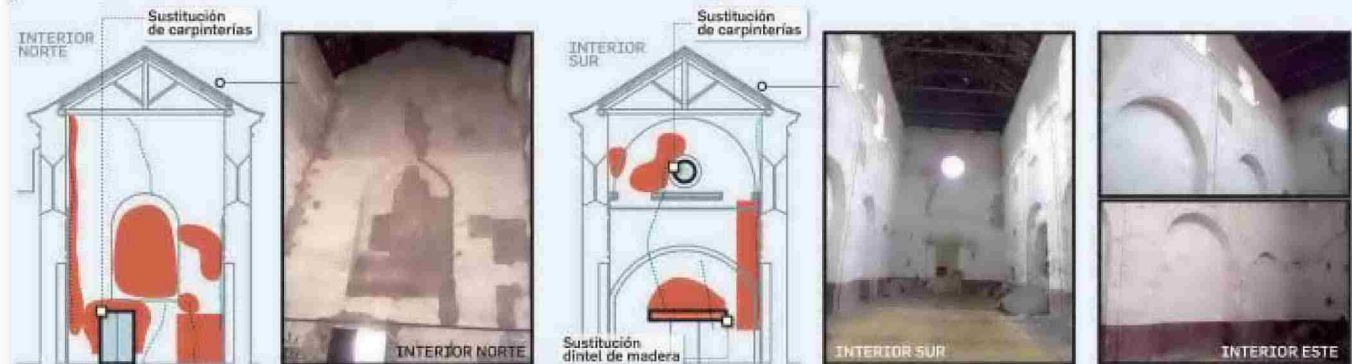 Sustitución
de carpinterías
INTERIOR
NORTE
INTERIOR NORTE
Sustitución
de carpinterías
INTERIOR
SUR
Sustitución
dintel de madera
INTERIOR SUR
INTERIOR ESTE